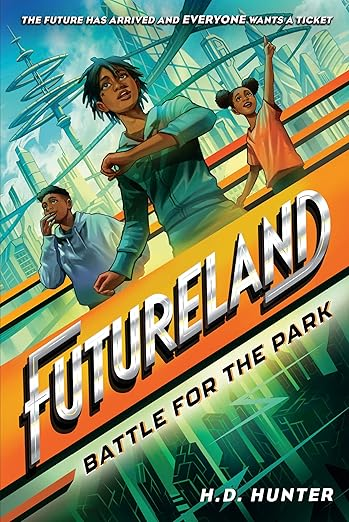 THE FUTURE HAS ARRIVED AND EVERYONE WANTS A TICKET
FUTURELAND
BATTLE FOR THE PARK
H.D. HUNTER